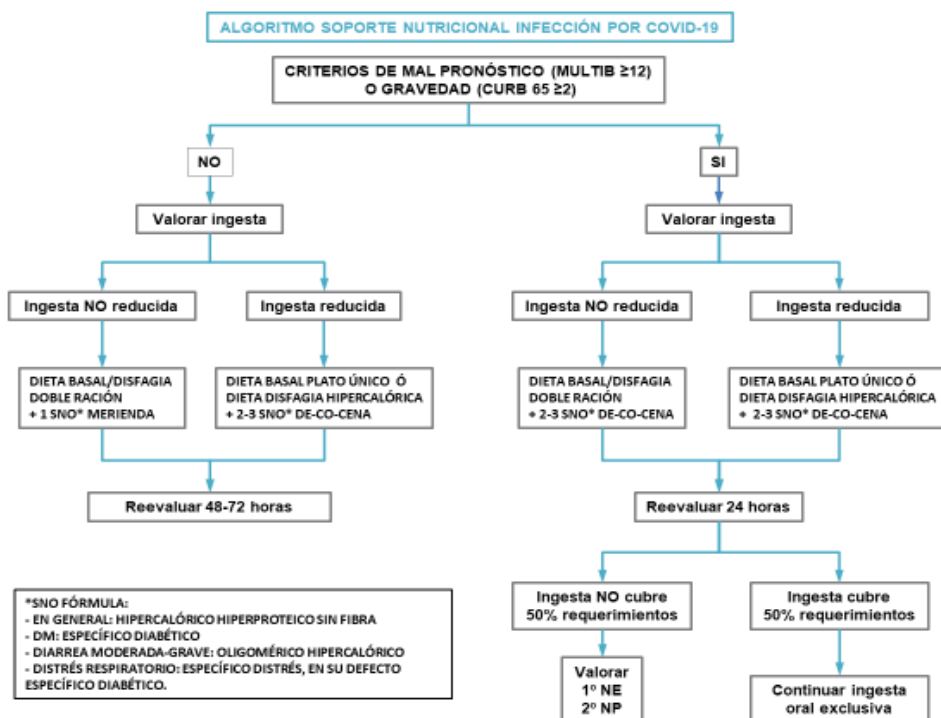 ALGORITMO SOPORTE NUTRICIONAL INFECCIÓN POR COVID-19
CRITERIOS DE MAL PRONÓSTICO (MULTIB ≥12)
O GRAVEDAD (CURB 65 ≥2)
NO
SI
Valorar ingesta
Valorar ingesta
Ingesta NO reducida
Ingesta reducida
Ingesta NO reducida
Ingesta reducida
DIETA BASAL/DISFAGIA
DOBLE RACIÓN
+ 1 SNO* MERIENDA
DIETA BASAL PLATO ÚNICO Ó
DIETA DISFAGIA HIPERCALÓRICA
+ 2-3 SNO* DE-CO-CENA
DIETA BASAL/DISFAGIA
DOBLE RACIÓN
+ 2-3 SNO* DE-CO-CENA
DIETA BASAL PLATO ÚNICO Ó
DIETA DISFAGIA HIPERCALÓRICA
+ 2-3 SNO* DE-CO-CENA
Reevaluar 48-72 horas
Reevaluar 24 horas
Ingesta NO cubre
50% requerimientos
Ingesta cubre
50% requerimientos
Valorar
1º NE
2º NP
Continuar ingesta
oral exclusiva
*SNO FÓRMULA:
- EN GENERAL: HIPERCALÓRICO HIPERPROTEICO SIN FIBRA
- DM: ESPECÍFICO DIABÉTICO
- DIARREA MODERADA-GRAVE: OLIGOMÉRICO HIPERCALÓRICO
- DISTRÉS RESPIRATORIO: ESPECÍFICO DISTRÉS, EN SU DEFECTO
ESPECÍFICO DIABÉTICO.